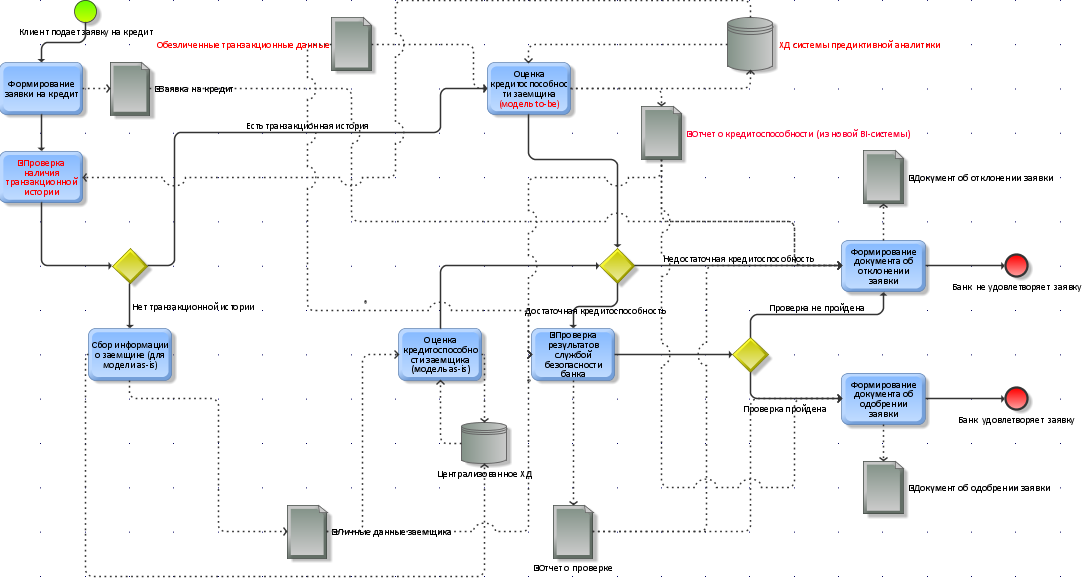 Клиент подает заявку на кредит
Обезличенные транзакционные данные
ХД системы предиктивной аналитики
Формирование
заявки на кредит
Заявка на кредит
Оценка
кредитоспособнос
ти заемщика
(модель to-be)
Есть транзакционная история
Отчет о кредитоспособности (из новой BI-системы)
Проверка
наличия
транзакционной
истории
Документ об отклонении заявки
Недостаточная кредитоспособность
Формирование
документа об
отклонении
заявки
Банк не удовлетворяет заявку
Нет транзакционной истории
Достаточная кредитоспособность
Проверка не пройдена
Сбор информации
о заемщике (для
модели as-is)
Оценка
кредитоспособно
сти заемщика
(модель as-is)
Проверка
результатов
службой
безопасности
банка
Формирование
документа об
одобрении
заявки
Проверка пройдена
Банк удовлетворяет заявку
Централизованное ХД
Документ об одобрении заявки
Личные данные заемщика
Отчет о проверке